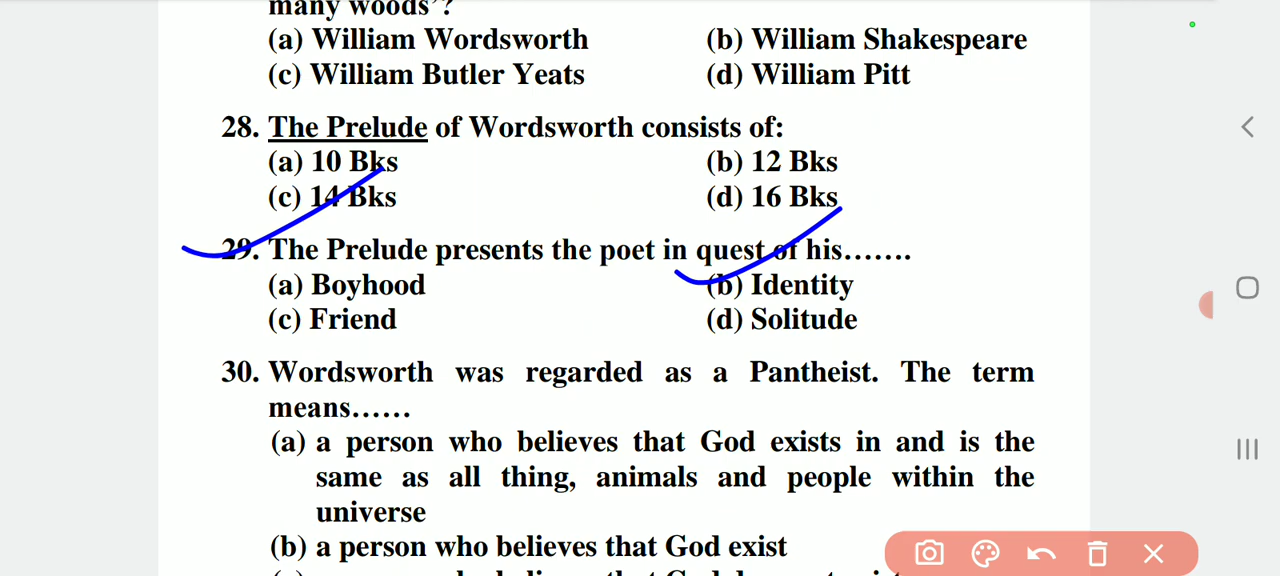 many woods'?
(a) William Wordsworth (b) William Shakespeare
(c) William Butler Yeats (d) William Pitt
28. The Prelude of Wordsworth consists of:
(a) 10 Bks (b) 12 Bks
(c) 14 Bks (d) 16 Bks
29. The Prelude presents the poet in quest of his.......
(a) Boyhood (b) Identity
(c) Friend (d) Solitude
30. Wordsworth was regarded as a Pantheist. The term
means......
(a) a person who believes that God exists in and is the
same as all thing, animals and people within the
universe
(b) a person who believes that God exist